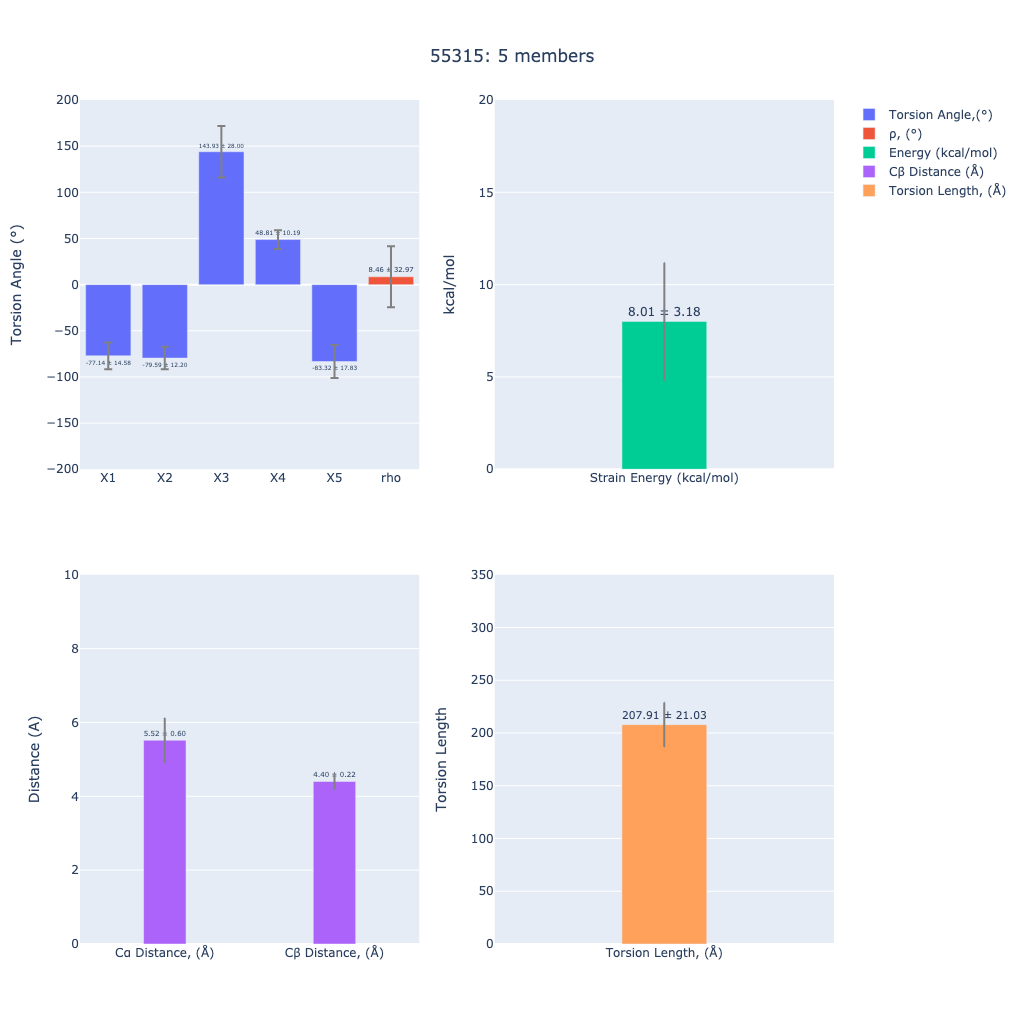 55315: 5 members
200
150
100
50
0
−50
−100
−150
−200
Torsion Angle (°)
143.93 ± 28.00
48.81 ± 10.19
8.46 ± 32.97
-77.14 ± 14.58
-79.59 ± 12.20
-83.32 ± 17.83
X1
X2
X3
X4
X5
rho
20
15
10
5
0
kcal/mol
8.01 ± 3.18
Strain Energy (kcal/mol)
Torsion Angle,(°)
ρ, (°)
Energy (kcal/mol)
Cβ Distance (Å)
Torsion Length, (Å)
10
8
6
4
2
0
Distance (A)
5.52 ± 0.60
4.40 ± 0.22
Cα Distance, (Å)
Cβ Distance, (Å)
350
300
250
200
150
100
50
0
Torsion Length
207.91 ± 21.03
Torsion Length, (Å)